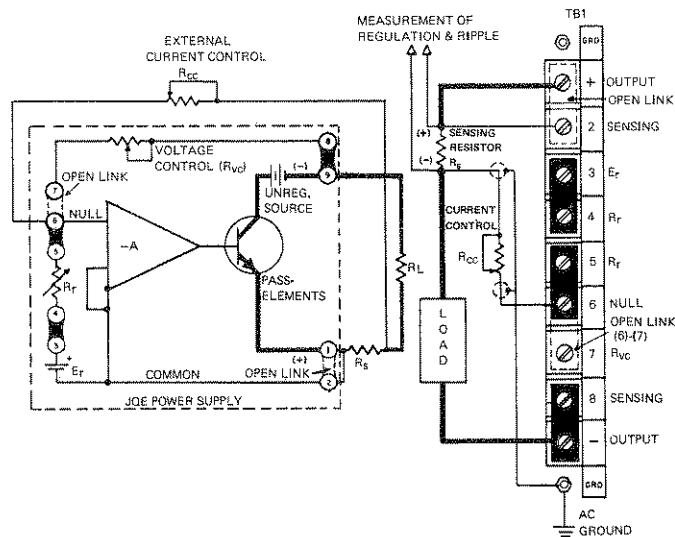 EXTERNAL
CURRENT CONTROL
RCC
VOLTAGE
CONTROL (RVC)
7
OPEN LINK
6
NULL
5
Rr
4
3
+
Er
-A
8
(-)
9
UNREG.
SOURCE
PASS-
ELEMENTS
RL
1
(+)
RS
OPEN LINK
2
COMMON
JQE POWER SUPPLY
MEASUREMENT OF
REGULATION & RIPPLE
(+)
SENSING
RESISTOR
(-)
RS
CURRENT
CONTROL
RCC
LOAD
TB1
GRD
+ OUTPUT
OPEN LINK
2 SENSING
3 Er
4 Rr
5 Rr
6 NULL
OPEN LINK
(6)-(7)
7 RVC
8 SENSING
- OUTPUT
GRD
AC
GROUND